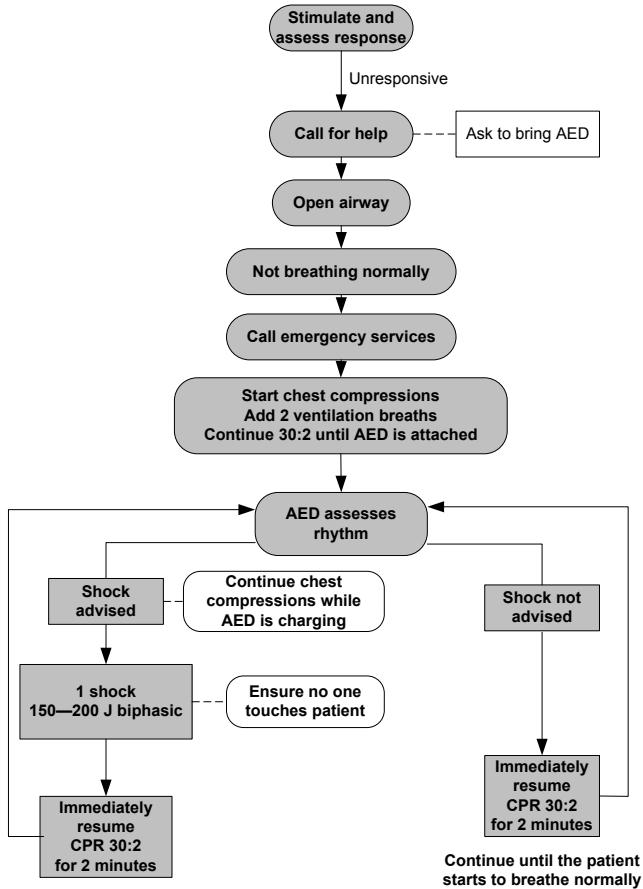 Stimulate and
assess response
Unresponsive
Call for help
Ask to bring AED
Open airway
Not breathing normally
Call emergency services
Start chest compressions
Add 2 ventilation breaths
Continue 30:2 until AED is attached
AED assesses
rhythm
Shock
advised
Continue chest
compressions while
AED is charging
Shock not
advised
1 shock
150—200 J biphasic
Ensure no one
touches patient
Immediately
resume
CPR 30:2
for 2 minutes
Immediately
resume
CPR 30:2
for 2 minutes
Continue until the patient
starts to breathe normally